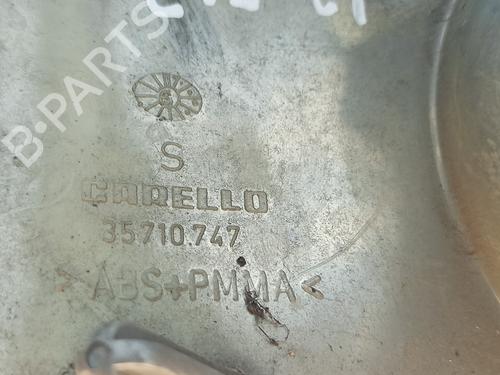 B-PARTS
S
CARELLO
35.710.747
>ABS+PMMA<